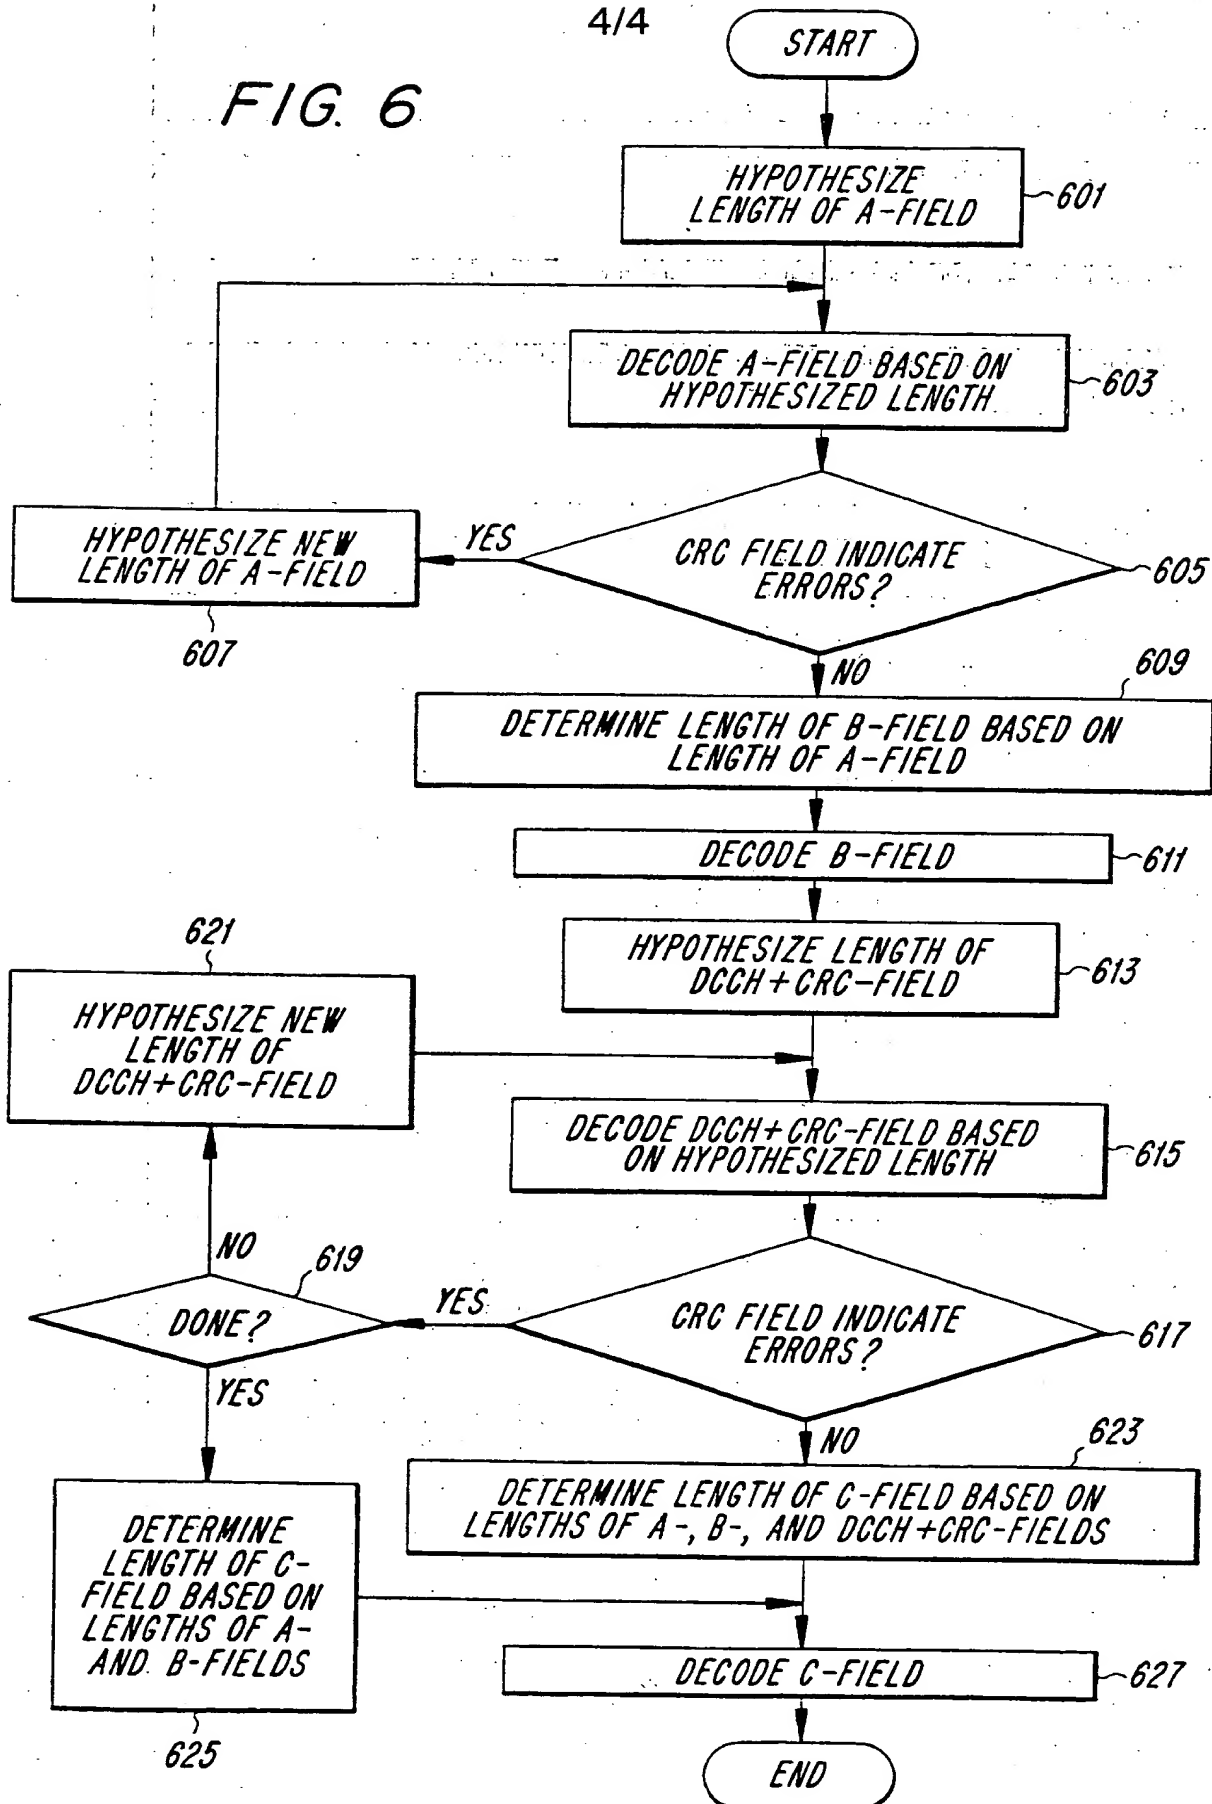 4/4
FIG. 6
START
HYPOTHESIZE
LENGTH OF A-FIELD
601
DECODE A-FIELD BASED ON
HYPOTHESIZED LENGTH
603
CRC FIELD INDICATE
ERRORS?
605
YES
HYPOTHESIZE NEW
LENGTH OF A-FIELD
607
NO
609
DETERMINE LENGTH OF B-FIELD BASED ON
LENGTH OF A-FIELD
DECODE B-FIELD
611
HYPOTHESIZE LENGTH OF
DCCH+CRC-FIELD
613
621
HYPOTHESIZE NEW
LENGTH OF
DCCH+CRC-FIELD
DECODE DCCH+CRC-FIELD BASED
ON HYPOTHESIZED LENGTH
615
CRC FIELD INDICATE
ERRORS?
617
YES
NO
619
DONE?
YES
NO
623
DETERMINE LENGTH OF C-FIELD BASED ON
LENGTHS OF A-, B-, AND DCCH+CRC-FIELDS
DETERMINE
LENGTH OF C-
FIELD BASED ON
LENGTHS OF A-
AND B-FIELDS
625
DECODE C-FIELD
627
END